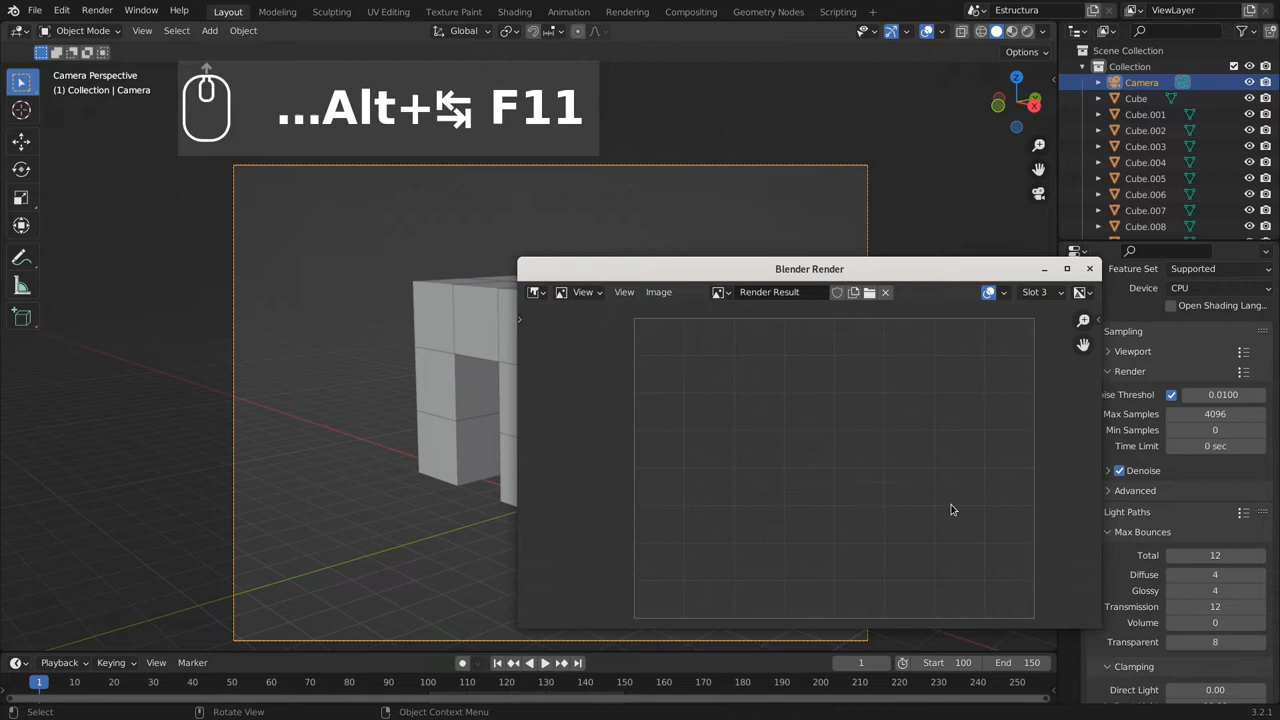 File Edit Render Window Help Layout Modeling Sculpting UV Editing Texture Paint Shading Animation Rendering Compositing Geometry Nodes Scripting Estructura ViewLayer
Object Mode View Select Add Object Global
Options
Camera Perspective
(1) Collection | Camera
...Alt+↹ F11
Scene Collection
Collection
Camera
Cube
Cube.001
Cube.002
Cube.003
Cube.004
Cube.005
Cube.006
Cube.007
Cube.008
Z
Y
X
Blender Render
View View Image Render Result Slot 3
Feature Set Supported
Device CPU
Open Shading Lang...
Sampling
Viewport
Render
oise Threshol 0.0100
Max Samples 4096
Min Samples 0
Time Limit 0 sec
Denoise
Advanced
Light Paths
Max Bounces
Total 12
Diffuse 4
Glossy 4
Transmission 12
Volume 0
Transparent 8
Clamping
Direct Light 0.00
Playback Keying View Marker 1 Start 100 End 150
1 10 20 30 40 50 60 70 80 90 100 110 120 130 140 150 160 170 180 190 200 210 220 230 240 250
Select Rotate View Object Context Menu 3.2.1